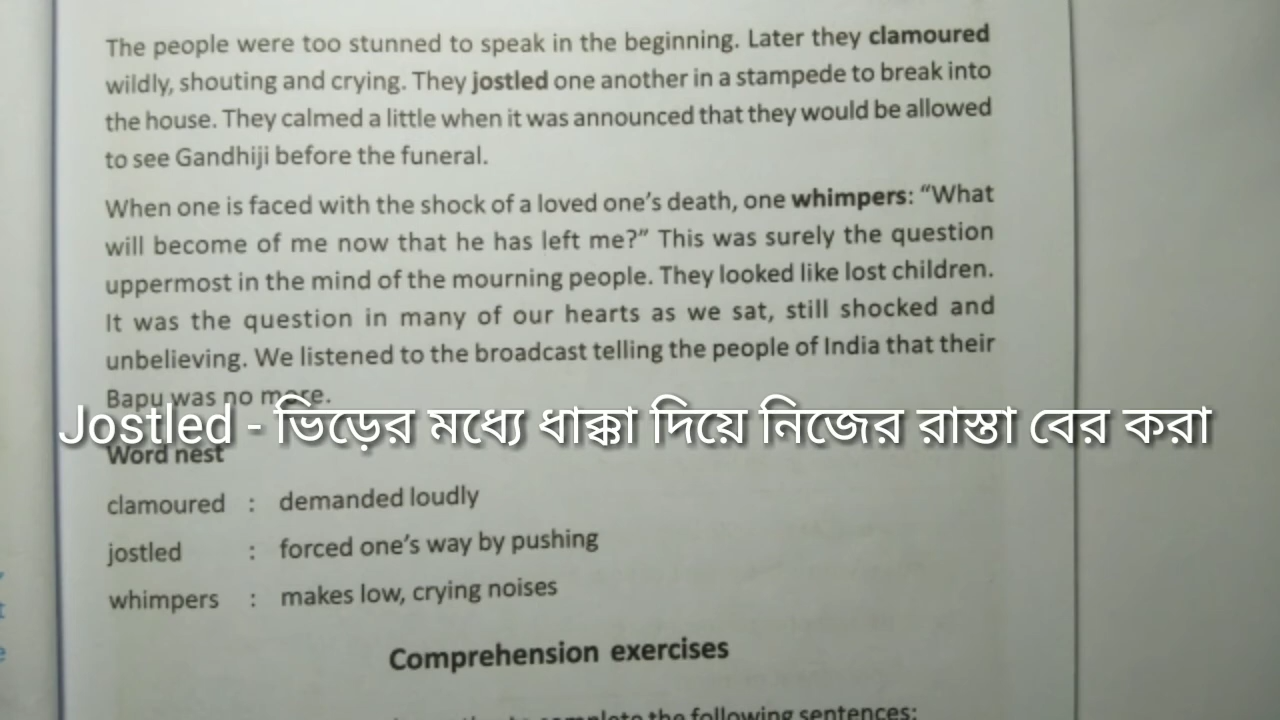 The people were too stunned to speak in the beginning. Later they clamoured
wildly, shouting and crying. They jostled one another in a stampede to break into
the house. They calmed a little when it was announced that they would be allowed
to see Gandhiji before the funeral.
When one is faced with the shock of a loved one's death, one whimpers: “What
will become of me now that he has left me?” This was surely the question
uppermost in the mind of the mourning people. They looked like lost children.
It was the question in many of our hearts as we sat, still shocked and
unbelieving. We listened to the broadcast telling the people of India that their
Bapu was no more.
Jostled - ভিড়ের মধ্যে ধাক্কা দিয়ে নিজের রাস্তা বের করা
Word nest
clamoured : demanded loudly
jostled : forced one's way by pushing
whimpers : makes low, crying noises
Comprehension exercises
to complete the following sentences: